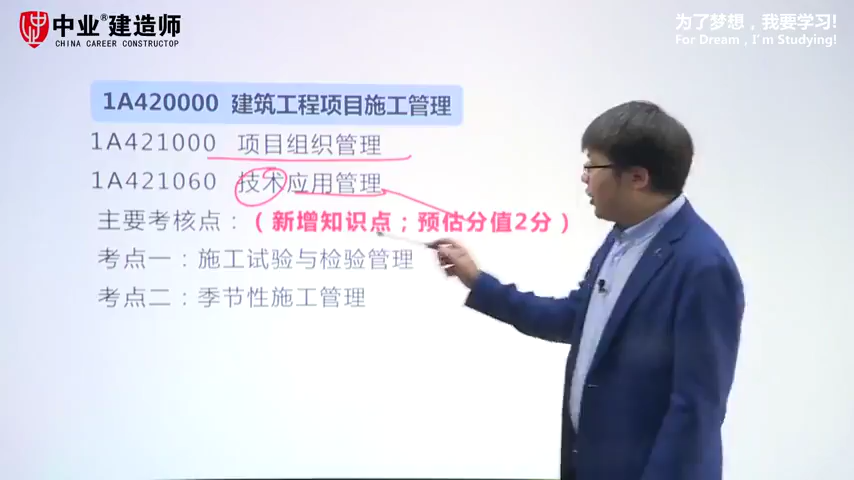 中业®建造师
CHINA CAREER CONSTRUCTOP
为了梦想，我要学习!
For Dream , I'm Studying!
1A420000 建筑工程项目施工管理
1A421000 项目组织管理
1A421060 技术应用管理
主要考核点：（新增知识点；预估分值2分）
考点一：施工试验与检验管理
考点二：季节性施工管理